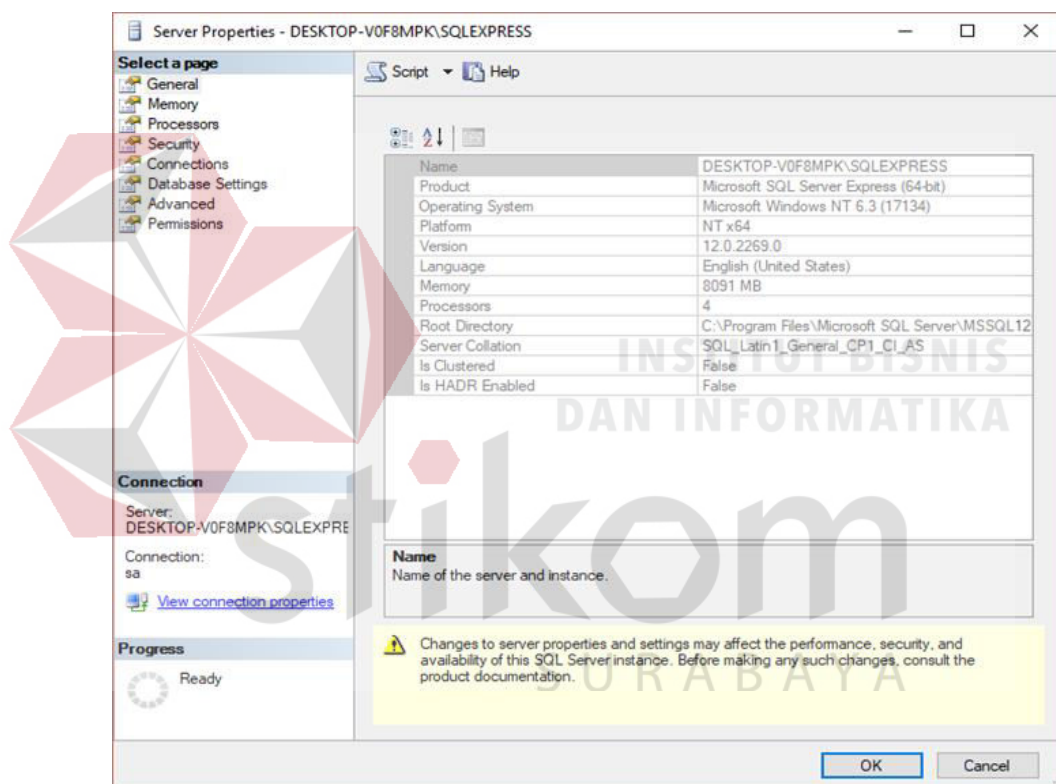 Server Properties - DESKTOP-V0F8MPK\SQLEXPRESS
Select a page
General
Memory
Processors
Security
Connections
Database Settings
Advanced
Permissions
Script
Help
Name DESKTOP-V0F8MPK\SQLEXPRESS
Product Microsoft SQL Server Express (64-bit)
Operating System Microsoft Windows NT 6.3 (17134)
Platform NT x64
Version 12.0.2269.0
Language English (United States)
Memory 8091 MB
Processors 4
Root Directory C:\Program Files\Microsoft SQL Server\MSSQL12
Server Collation SQL_Latin1_General_CP1_CI_AS
Is Clustered False
Is HADR Enabled False
INSTITUT BISNIS
DAN INFORMATIKA
stikom
SURABAYA
Connection
Server:
DESKTOP-V0F8MPK\SQLEXPRE
Connection:
sa
View connection properties
Progress
Ready
Name
Name of the server and instance.
Changes to server properties and settings may affect the performance, security, and
availability of this SQL Server instance. Before making any such changes, consult the
product documentation.
OK
Cancel